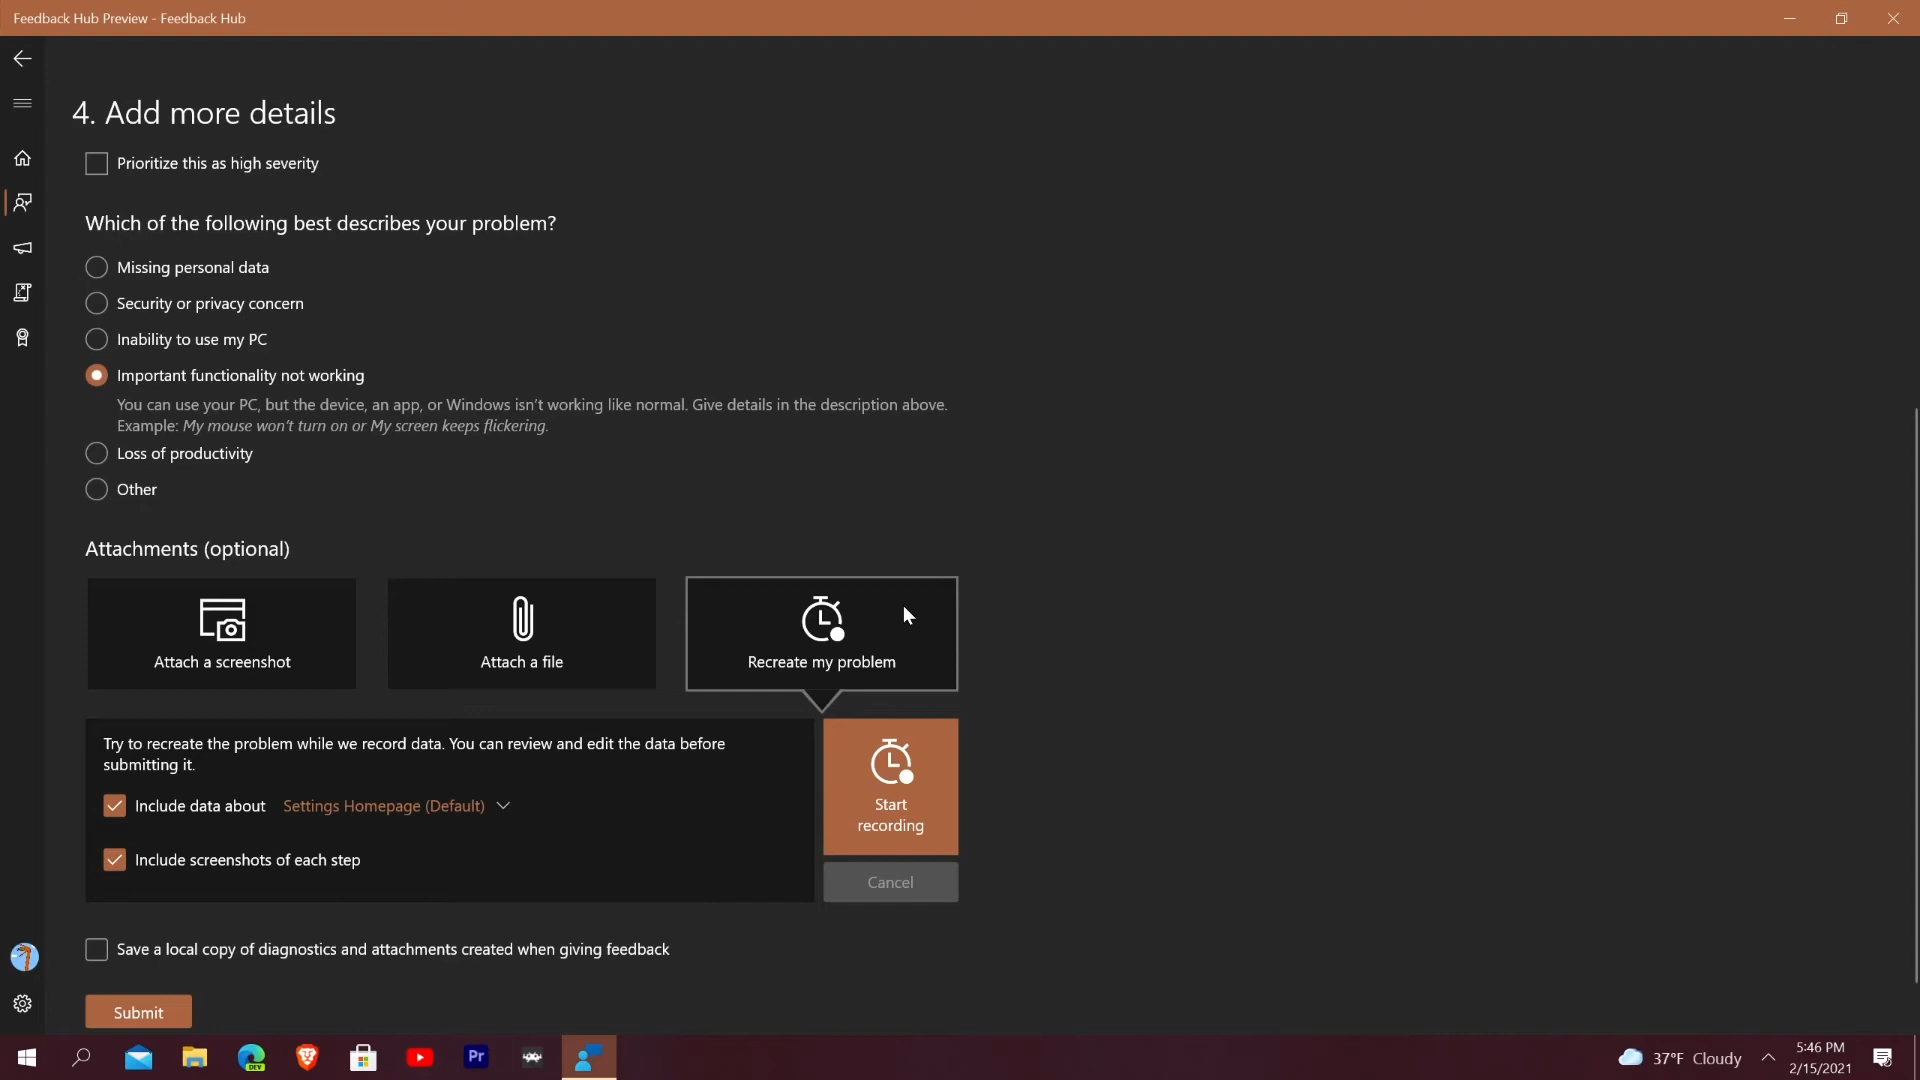 Feedback Hub Preview - Feedback Hub
4. Add more details
Prioritize this as high severity
Which of the following best describes your problem?
Missing personal data
Security or privacy concern
Inability to use my PC
Important functionality not working
You can use your PC, but the device, an app, or Windows isn't working like normal. Give details in the description above.
Example: My mouse won't turn on or My screen keeps flickering.
Loss of productivity
Other
Attachments (optional)
Attach a screenshot
Attach a file
Recreate my problem
Try to recreate the problem while we record data. You can review and edit the data before
submitting it.
Include data about Settings Homepage (Default)
Include screenshots of each step
Start
recording
Cancel
Save a local copy of diagnostics and attachments created when giving feedback
Submit
DEV
Pr
37°F Cloudy
5:46 PM
2/15/2021